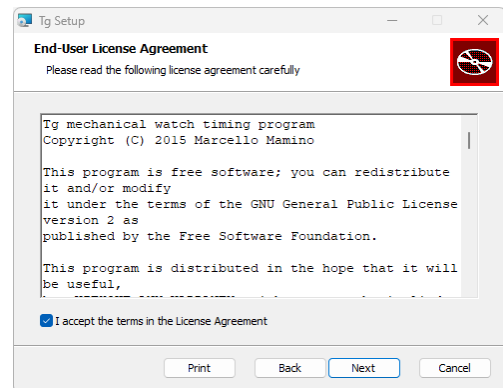 Tg Setup
End-User License Agreement
Please read the following license agreement carefully
Tg mechanical watch timing program
Copyright (C) 2015 Marcello Mamino
This program is free software; you can redistribute
it and/or modify
it under the terms of the GNU General Public License
version 2 as
published by the Free Software Foundation.
This program is distributed in the hope that it will
be useful,
I accept the terms in the License Agreement
Print Back Next Cancel